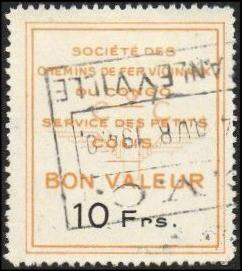 SOCIÉTÉ DES
CHEMINS DE FER VICINAUX
DU CONGO
SERVICE DES PETITS
COLIS
BON VALEUR
10 Frs.